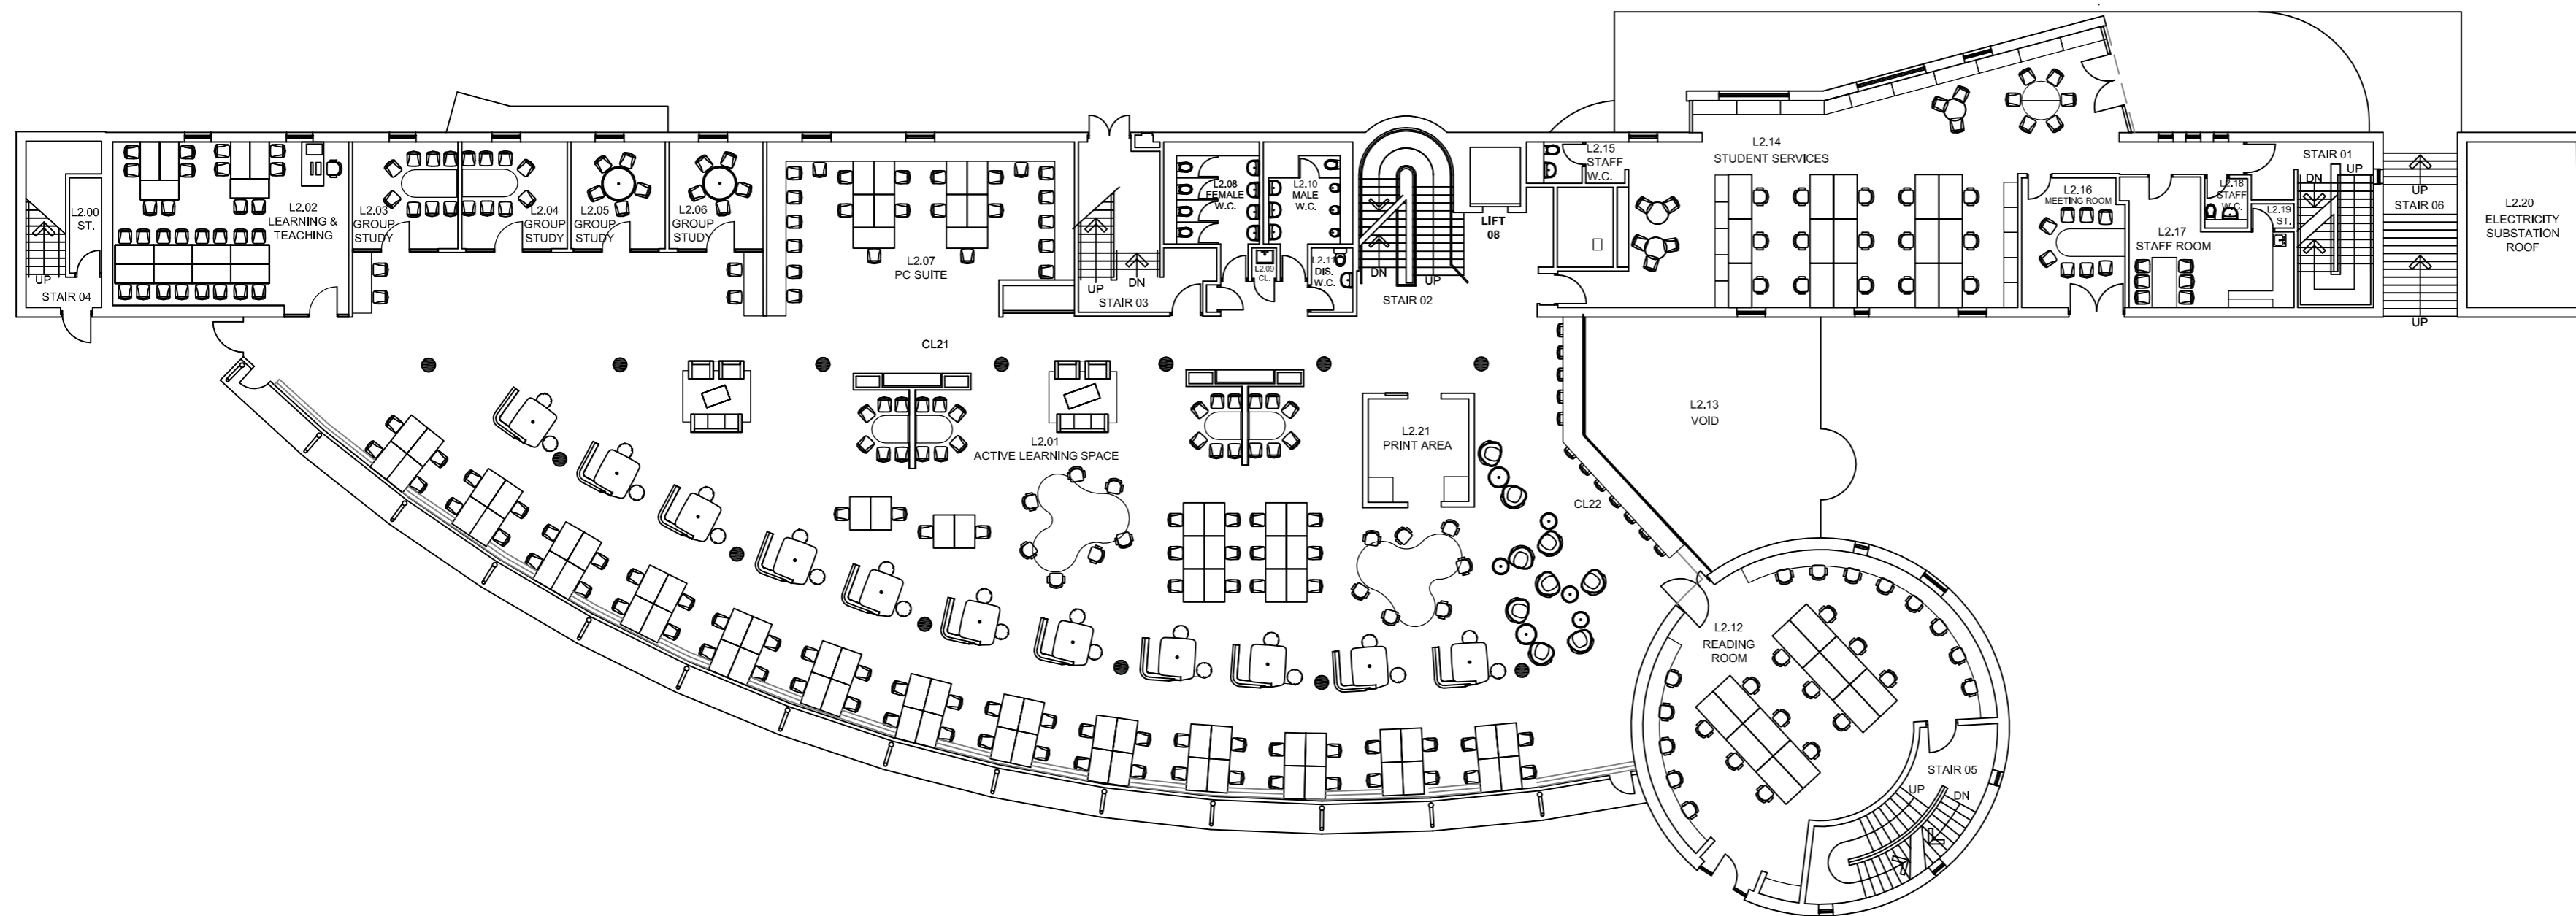 L2.00
ST.
UP
STAIR 04
L2.02
LEARNING &
TEACHING
L2.03
GROUP
STUDY
L2.04
GROUP
STUDY
L2.05
GROUP
STUDY
L2.06
GROUP
STUDY
L2.07
PC SUITE
UP
DN
STAIR 03
L2.08
FEMALE
W.C.
L2.09
CL.
L2.10
MALE
W.C.
L2.11
DIS.
W.C.
DN
UP
STAIR 02
LIFT
08
L2.15
STAFF
W.C.
L2.14
STUDENT SERVICES
L2.16
MEETING ROOM
L2.17
STAFF ROOM
L2.18
STAFF
W.C.
L2.19
ST.
STAIR 01
UP
DN
UP
STAIR 06
UP
L2.20
ELECTRICITY
SUBSTATION
ROOF
CL21
L2.01
ACTIVE LEARNING SPACE
L2.21
PRINT AREA
CL22
L2.13
VOID
L2.12
READING
ROOM
STAIR 05
UP
DN